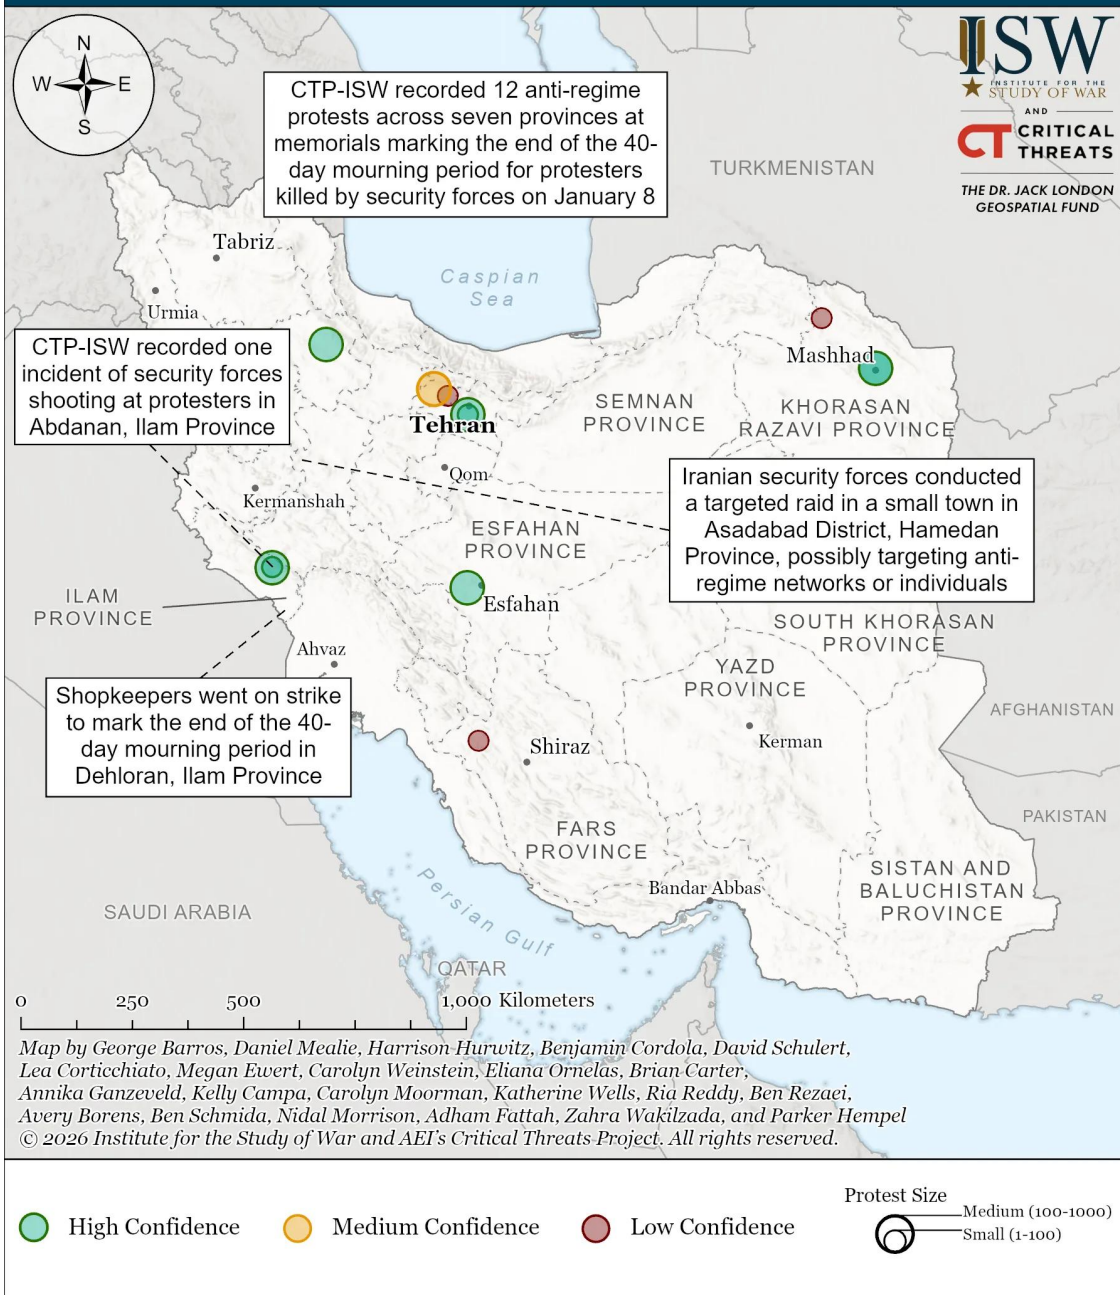 N
W
E
S
CTP-ISW recorded 12 anti-regime
protests across seven provinces at
memorials marking the end of the 40-
day mourning period for protesters
killed by security forces on January 8
ISW
INSTITUTE FOR THE
STUDY OF WAR
AND
CT CRITICAL
THREATS
THE DR. JACK LONDON
GEOSPATIAL FUND
TURKMENISTAN
Tabriz
Caspian
Sea
Urmia
CTP-ISW recorded one
incident of security forces
shooting at protesters in
Abdanan, Ilam Province
Mashhad
SEMNAN
PROVINCE
KHORASAN
RAZAVI PROVINCE
Tehran
Qom
Kermanshah
Iranian security forces conducted
a targeted raid in a small town in
Asadabad District, Hamedan
Province, possibly targeting anti-
regime networks or individuals
ESFAHAN
PROVINCE
ILAM
PROVINCE
Esfahan
SOUTH KHORASAN
PROVINCE
Ahvaz
YAZD
PROVINCE
Shopkeepers went on strike
to mark the end of the 40-
day mourning period in
Dehloran, Ilam Province
AFGHANISTAN
Kerman
Shiraz
PAKISTAN
FARS
PROVINCE
SISTAN AND
BALUCHISTAN
PROVINCE
Bandar Abbas
SAUDI ARABIA
Persian Gulf
QATAR
0 250 500 1,000 Kilometers
Map by George Barros, Daniel Mealie, Harrison Hurwitz, Benjamin Cordola, David Schulert,
Lea Corticchiato, Megan Ewert, Carolyn Weinstein, Eliana Ornelas, Brian Carter,
Annika Ganzeveld, Kelly Campa, Carolyn Moorman, Katherine Wells, Ria Reddy, Ben Rezaei,
Avery Borens, Ben Schmida, Nidal Morrison, Adham Fattah, Zahra Wakilzada, and Parker Hempel
© 2026 Institute for the Study of War and AEI's Critical Threats Project. All rights reserved.
High Confidence
Medium Confidence
Low Confidence
Protest Size
Medium (100-1000)
Small (1-100)